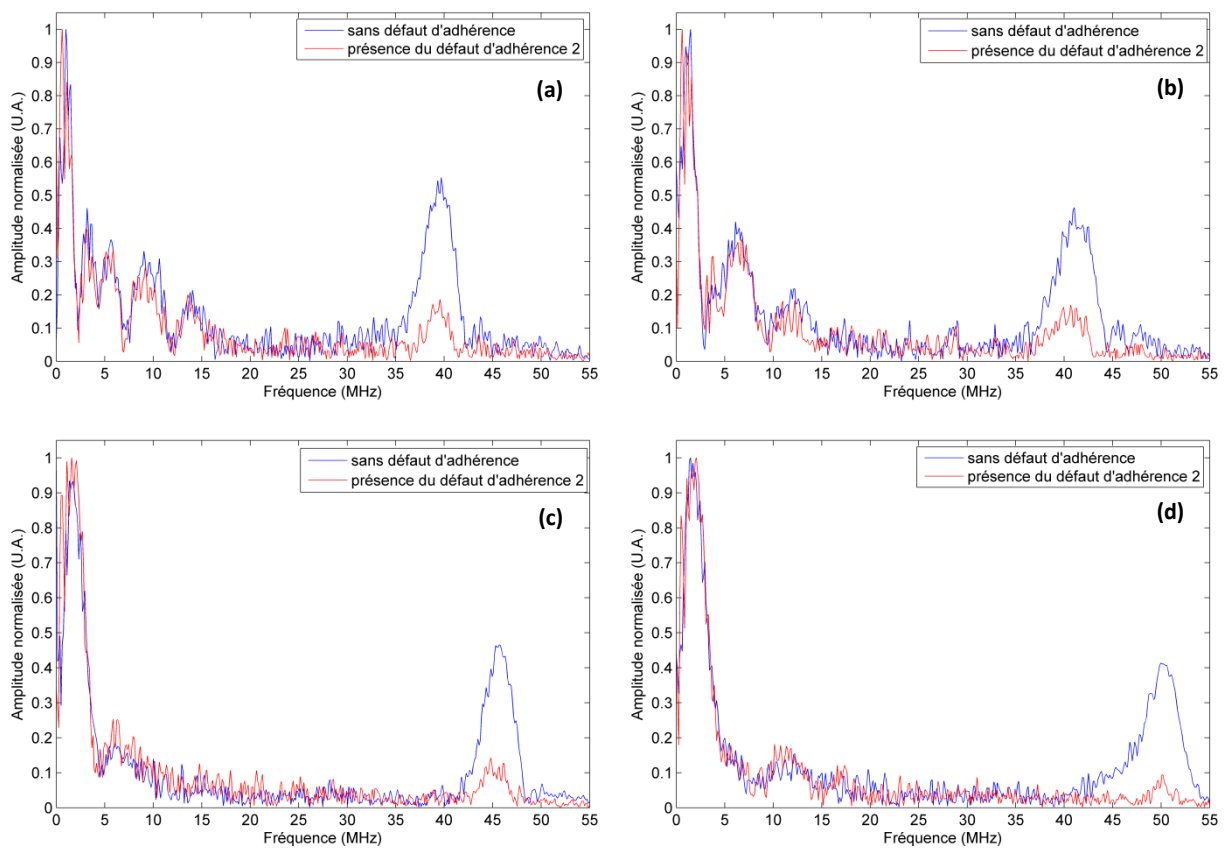 sans défaut d'adhérence
présence du défaut d'adhérence 2
(a)
Amplitude normalisée (U.A.)
1
0.9
0.8
0.7
0.6
0.5
0.4
0.3
0.2
0.1
0
0 5 10 15 20 25 30 35 40 45 50 55
Fréquence (MHz)
sans défaut d'adhérence
présence du défaut d'adhérence 2
(b)
Amplitude normalisée (U.A.)
1
0.9
0.8
0.7
0.6
0.5
0.4
0.3
0.2
0.1
0
0 5 10 15 20 25 30 35 40 45 50 55
Fréquence (MHz)
sans défaut d'adhérence
présence du défaut d'adhérence 2
(c)
Amplitude normalisée (U.A.)
1
0.9
0.8
0.7
0.6
0.5
0.4
0.3
0.2
0.1
0
0 5 10 15 20 25 30 35 40 45 50 55
Fréquence (MHz)
sans défaut d'adhérence
présence du défaut d'adhérence 2
(d)
Amplitude normalisée (U.A.)
1
0.9
0.8
0.7
0.6
0.5
0.4
0.3
0.2
0.1
0
0 5 10 15 20 25 30 35 40 45 50 55
Fréquence (MHz)